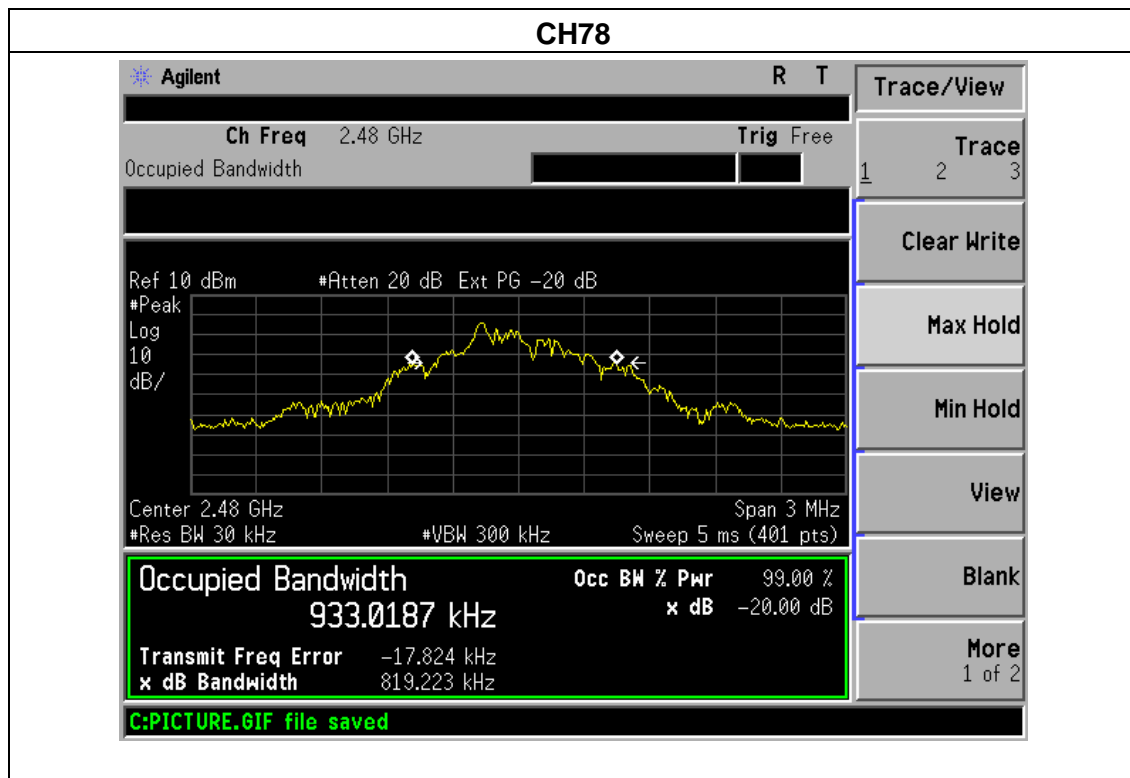 CH78
Agilent R T
Trace/View
Ch Freq 2.48 GHz Trig Free
Occupied Bandwidth
Trace
1 2 3
Clear Write
Max Hold
Min Hold
View
Blank
More
1 of 2
Ref 10 dBm #Atten 20 dB Ext PG -20 dB
#Peak
Log
10
dB/
Center 2.48 GHz Span 3 MHz
#Res BW 30 kHz #VBW 300 kHz Sweep 5 ms (401 pts)
Occupied Bandwidth Occ BW % Pwr 99.00 %
933.0187 kHz x dB -20.00 dB
Transmit Freq Error -17.824 kHz
x dB Bandwidth 819.223 kHz
C:PICTURE.GIF file saved